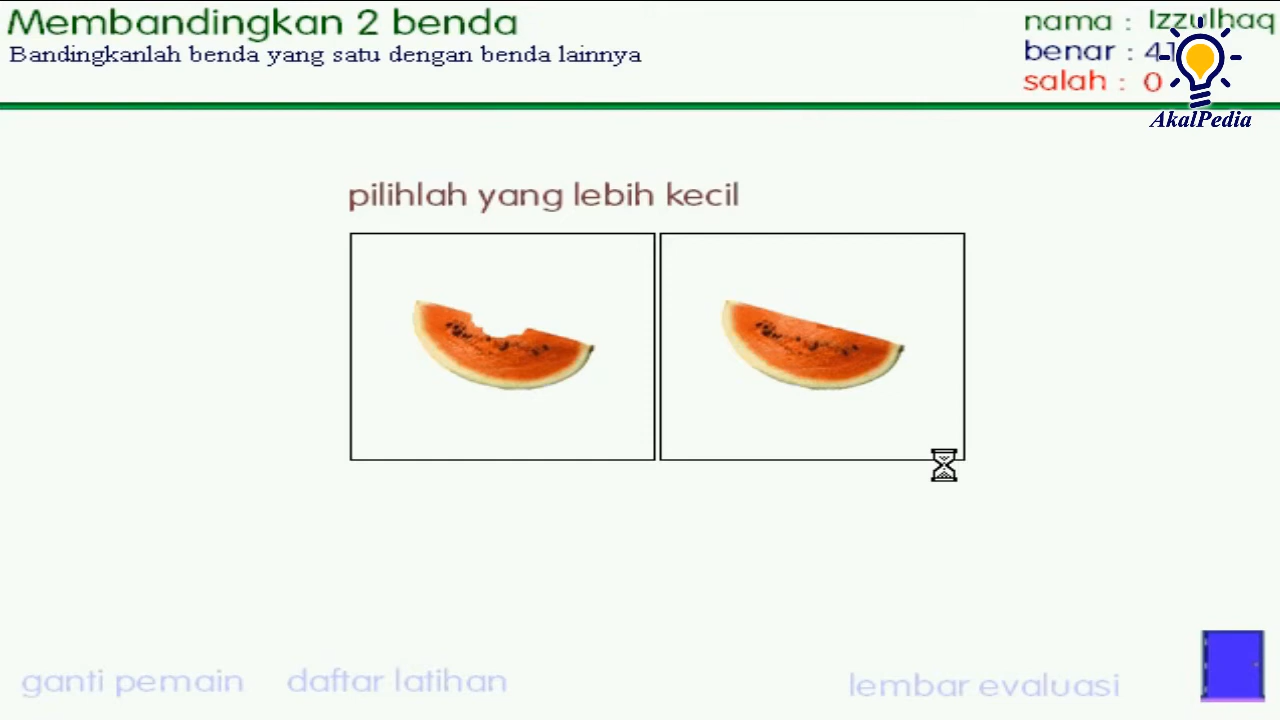 Membandingkan 2 benda
Bandingkanlah benda yang satu dengan benda lainnya
nama : Izzulhaq
benar : 41
salah : 0
AkalPedia
pilihlah yang lebih kecil
ganti pemain daftar latihan lembar evaluasi